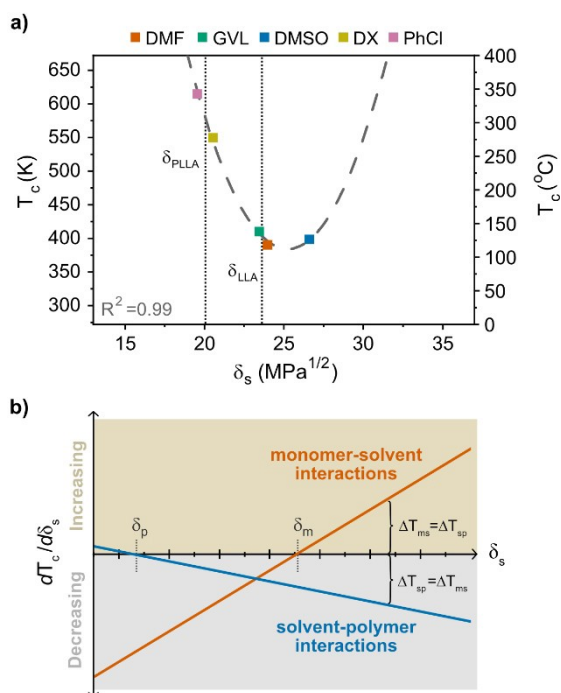 a)
DMF GVL DMSO DX PhCl
650
600
550
500
450
400
350
300
T_c (K)
400
350
300
250
200
150
100
50
0
T_c (°C)
δ_PLLA
δ_LLA
R² =0.99
15 20 25 30 35
δ_s (MPa^1/2)
b)
Increasing
Decreasing
dT_c/dδ_s
monomer-solvent
interactions
δ_p
δ_m
ΔT_ms=ΔT_sp
δ_s
ΔT_sp=ΔT_ms
solvent-polymer
interactions